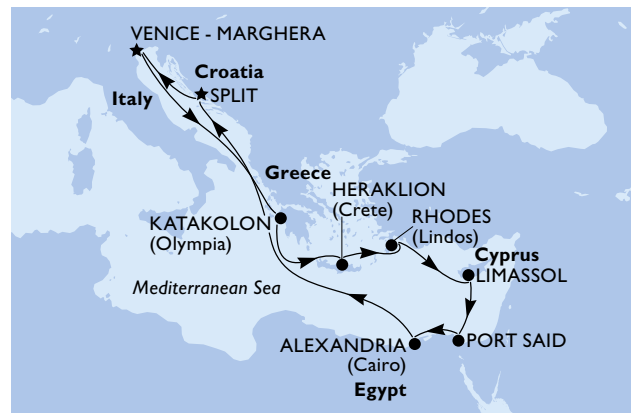 VENICE - MARGHERA
Croatia
SPLIT
Italy
Greece
HERAKLION
(Crete)
KATAKOLON
(Olympia)
RHODES
(Lindos)
Cyprus
LIMASSOL
Mediterranean Sea
ALEXANDRIA
(Cairo)
PORT SAID
Egypt